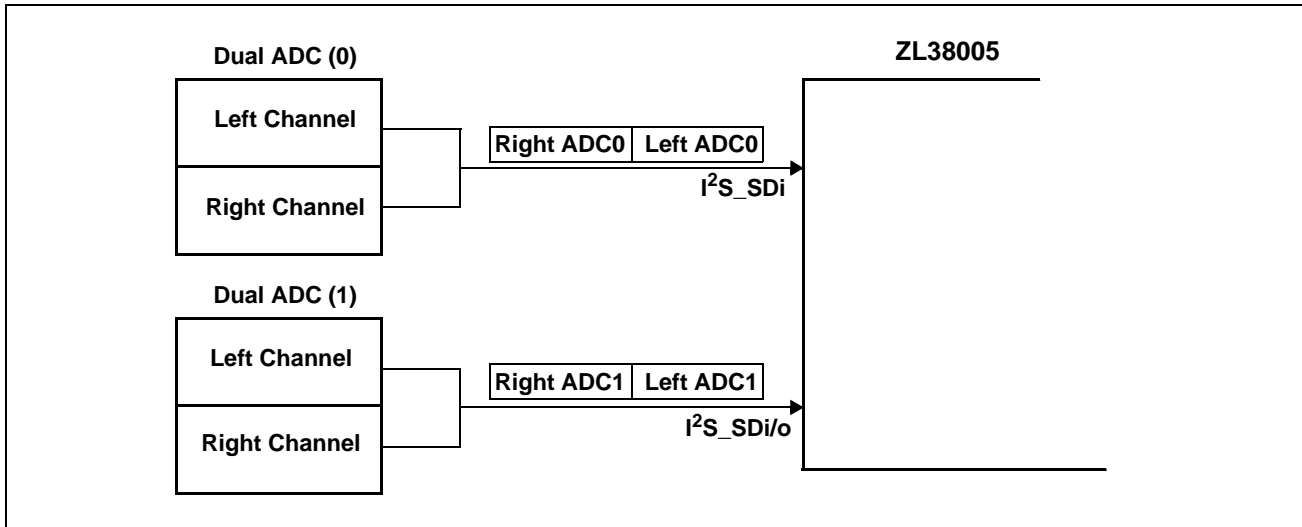 Dual ADC (0)
ZL38005
Left Channel
Right Channel
Right ADC0 Left ADC0
I²S_SDi
Dual ADC (1)
Left Channel
Right Channel
Right ADC1 Left ADC1
I²S_SDi/o